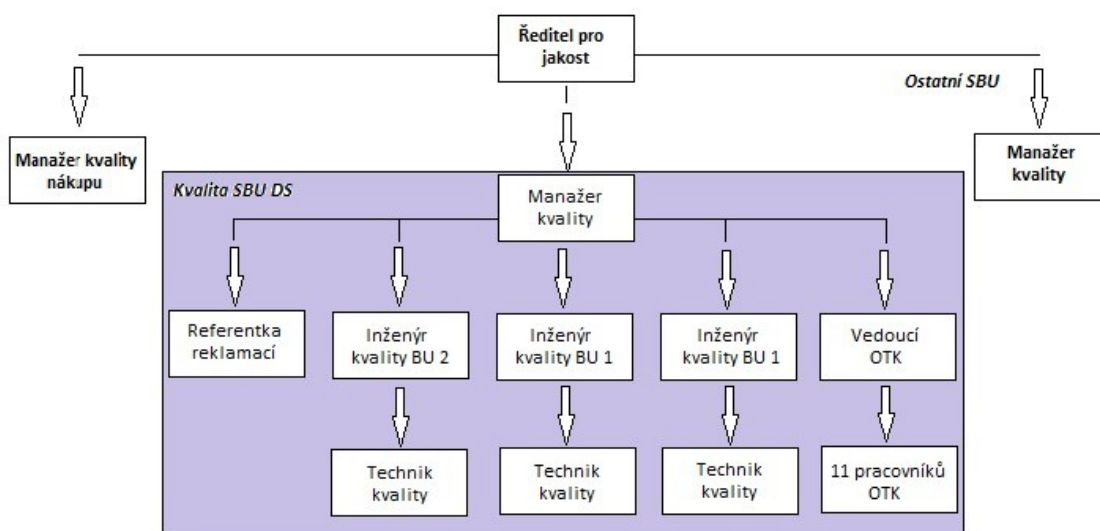 Ředitel pro
jakost
Ostatní SBU
Manažer kvality
nákupu
Manažer
kvality
Kvalita SBU DS
Manažer
kvality
Referentka
reklamací
Inženýr
kvality BU 2
Inženýr
kvality BU 1
Inženýr
kvality BU 1
Vedoucí
OTK
Technik
kvality
Technik
kvality
Technik
kvality
11 pracovníků
OTK